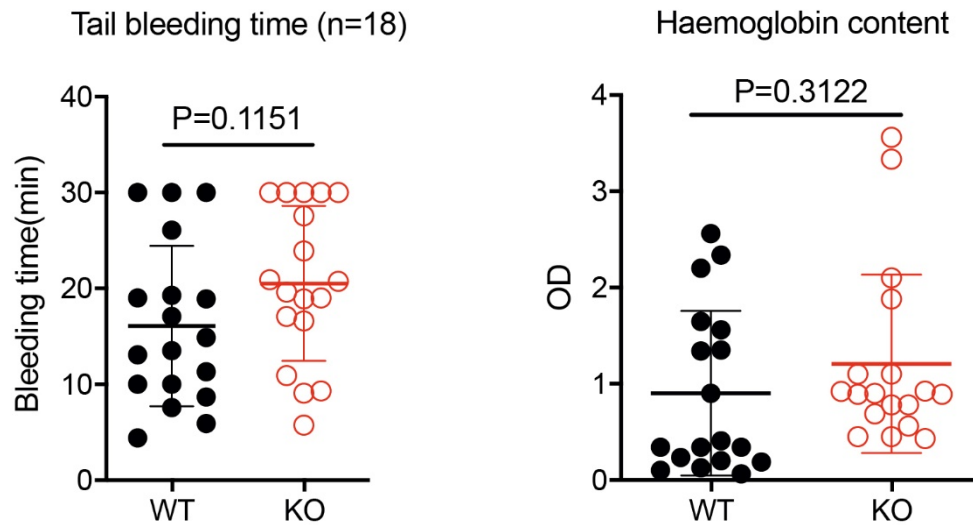 Tail bleeding time (n=18)
P=0.1151
Bleeding time(min)
40
30
20
10
0
WT
KO
Haemoglobin content
P=0.3122
OD
4
3
2
1
0
WT
KO